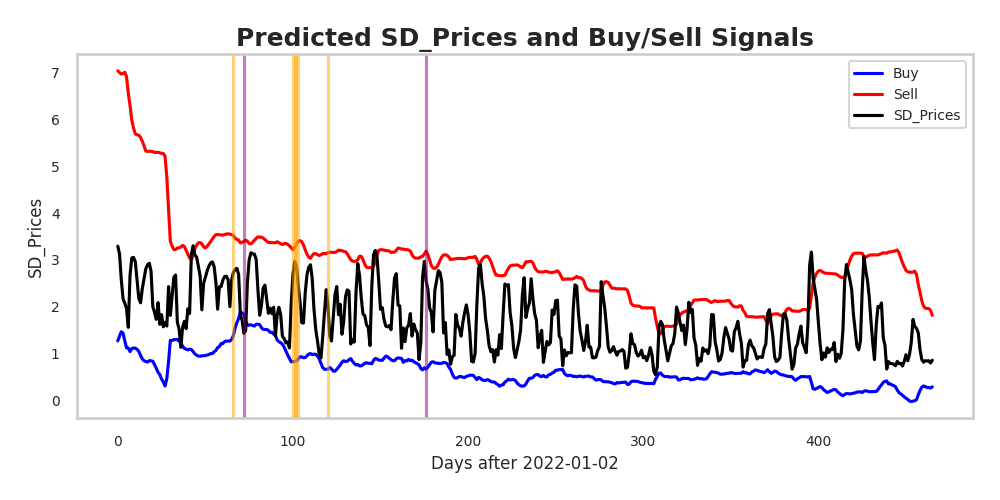 Predicted SD_Prices and Buy/Sell Signals
Buy
Sell
SD_Prices
7
6
5
4
3
2
1
0
SD_Prices
0 100 200 300 400
Days after 2022-01-02